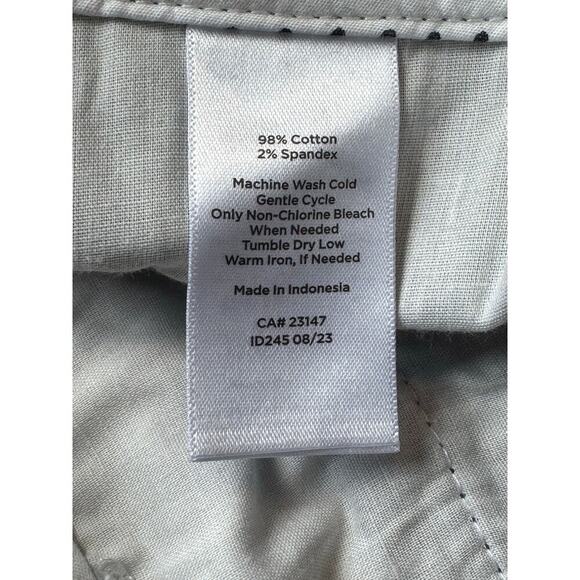 98% Cotton
2% Spandex
Machine Wash Cold
Gentle Cycle
Only Non-Chlorine Bleach
When Needed
Tumble Dry Low
Warm Iron, If Needed
Made In Indonesia
CA# 23147
ID245 08/23